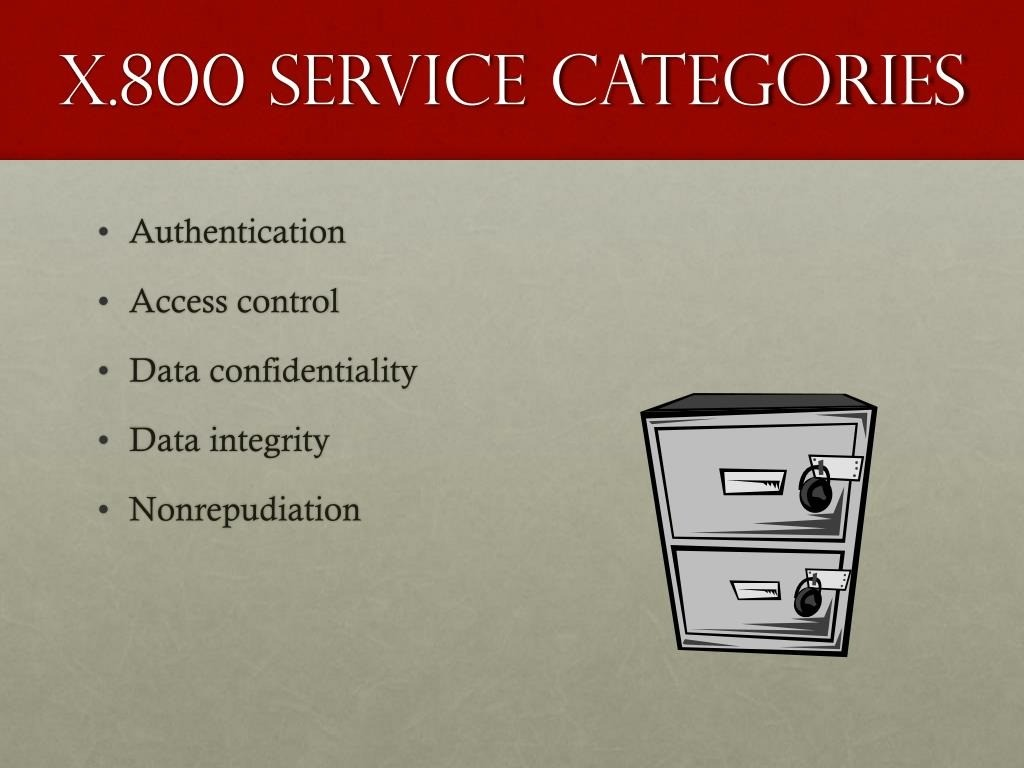 X.800 Service Categories
• Authentication
• Access control
• Data confidentiality
• Data integrity
• Nonrepudiation